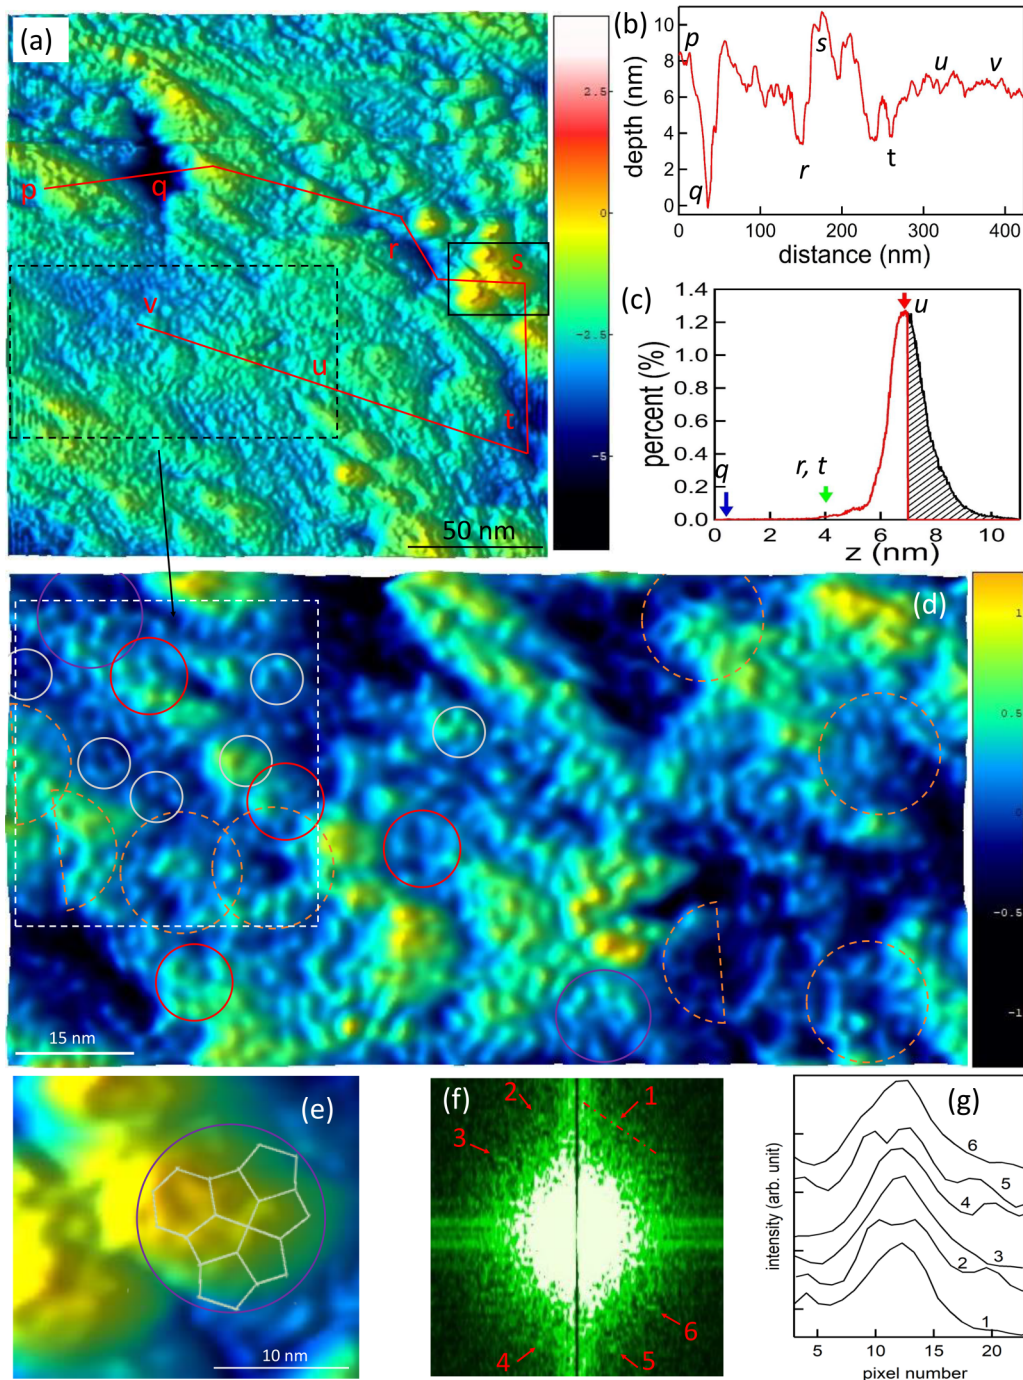 (a)
2.5
0
−2.5
−5
p
q
r
s
v
u
t
50 nm
(b)
depth (nm)
10
8
6
4
2
0
p
q
r
s
t
u
v
0 100 200 300 400
distance (nm)
(c)
percent (%)
1.4
1.2
1.0
0.8
0.6
0.4
0.2
0.0
q
r, t
u
0 2 4 6 8 10
z (nm)
(d)
1
0.5
0
−0.5
−1
15 nm
(e)
10 nm
(f)
2
1
3
4
5
6
(g)
intensity (arb. unit)
6
5
4
3
2
1
5 10 15 20
pixel number